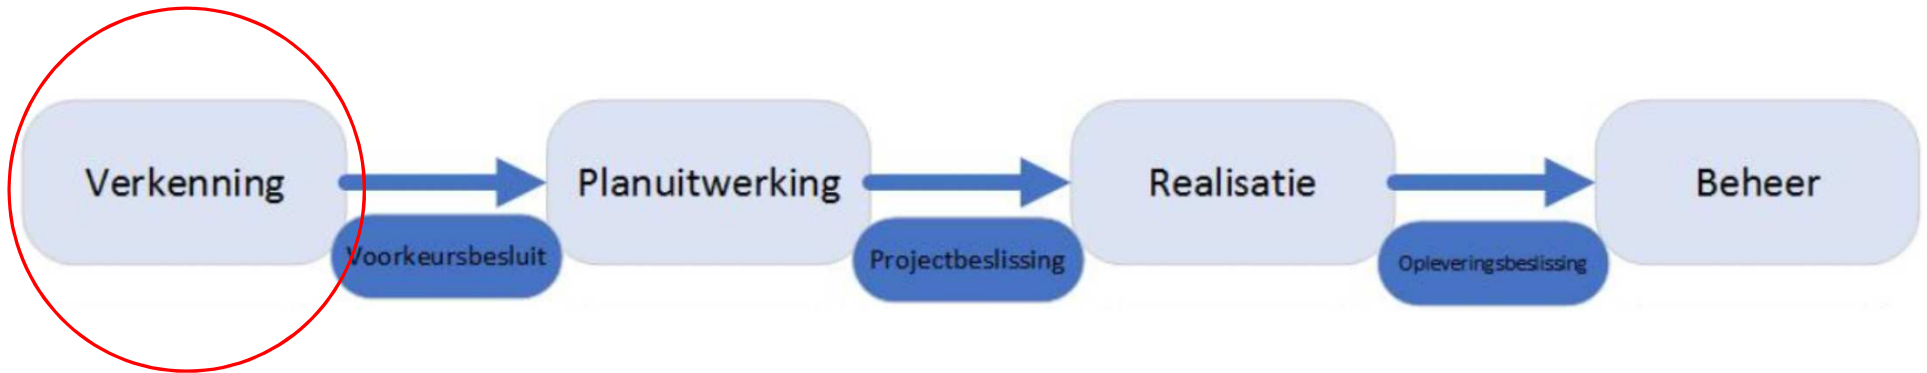 Verkenning
Voorkeursbesluit
Planuitwerking
Projectbeslissing
Realisatie
Opleveringsbeslissing
Beheer